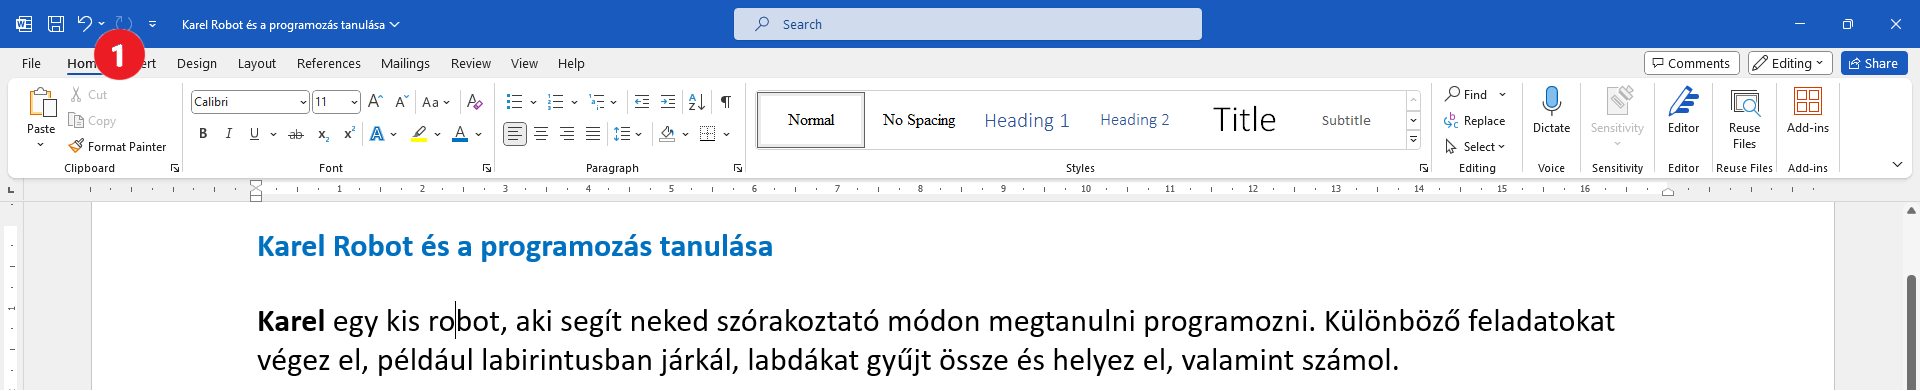 Karel Robot és a programozás tanulása
Search
1
File Home Design Layout References Mailings Review View Help
Comments Editing Share
Paste
Cut
Copy
Format Painter
Clipboard
Calibri 11
Font
Paragraph
Normal No Spacing Heading 1 Heading 2 Title Subtitle
Styles
Find
Replace
Select
Editing
Dictate
Voice
Sensitivity
Sensitivity
Editor
Editor
Reuse
Files
Reuse Files
Add-ins
Add-ins
1 2 3 4 5 6 7 8 9 10 11 12 13 14 15 16
Karel Robot és a programozás tanulása
Karel egy kis robot, aki segít neked szórakoztató módon megtanulni programozni. Különböző feladatokat
végez el, például labirintusban járkál, labdákat gyűjt össze és helyez el, valamint számol.